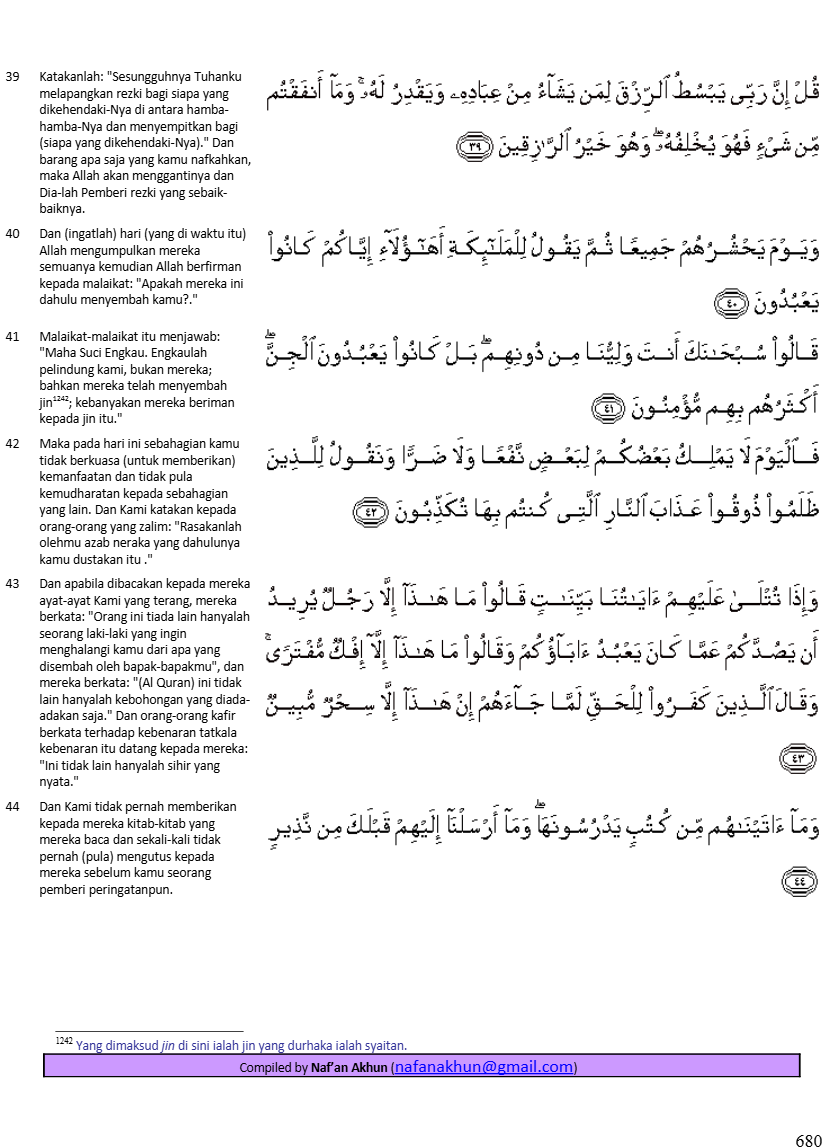 39 Katakanlah: "Sesungguhnya Tuhanku
melapangkan rezki bagi siapa yang
dikehendaki-Nya di antara hamba-
hamba-Nya dan menyempitkan bagi
(siapa yang dikehendaki-Nya)." Dan
barang apa saja yang kamu nafkahkan,
maka Allah akan menggantinya dan
Dia-lah Pemberi rezki yang sebaik-
baiknya.
قُلْ إِنَّ رَبِّى يَبْسُطُ ٱلرِّزْقَ لِمَن يَشَآءُ مِنْ عِبَادِهِۦ وَيَقْدِرُ لَهُۥ ۚ وَمَآ أَنفَقْتُم
مِّن شَىْءٍ فَهُوَ يُخْلِفُهُۥ ۖ وَهُوَ خَيْرُ ٱلرَّٰزِقِينَ ﴿٣٩﴾
40 Dan (ingatlah) hari (yang di waktu itu)
Allah mengumpulkan mereka
semuanya kemudian Allah berfirman
kepada malaikat: "Apakah mereka ini
dahulu menyembah kamu?."
وَيَوْمَ يَحْشُرُهُمْ جَمِيعًا ثُمَّ يَقُولُ لِلْمَلَٰٓئِكَةِ أَهَٰٓؤُلَآءِ إِيَّاكُمْ كَانُوا۟
يَعْبُدُونَ ﴿٤٠﴾
41 Malaikat-malaikat itu menjawab:
"Maha Suci Engkau. Engkaulah
pelindung kami, bukan mereka;
bahkan mereka telah menyembah
jin1242; kebanyakan mereka beriman
kepada jin itu."
قَالُوا۟ سُبْحَٰنَكَ أَنتَ وَلِيُّنَا مِن دُونِهِم ۖ بَلْ كَانُوا۟ يَعْبُدُونَ ٱلْجِنَّ ۖ
أَكْثَرُهُم بِهِم مُّؤْمِنُونَ ﴿٤١﴾
42 Maka pada hari ini sebahagian kamu
tidak berkuasa (untuk memberikan)
kemanfaatan dan tidak pula
kemudharatan kepada sebahagian
yang lain. Dan Kami katakan kepada
orang-orang yang zalim: "Rasakanlah
olehmu azab neraka yang dahulunya
kamu dustakan itu ."
فَٱلْيَوْمَ لَا يَمْلِكُ بَعْضُكُمْ لِبَعْضٍ نَّفْعًا وَلَا ضَرًّا وَنَقُولُ لِلَّذِينَ
ظَلَمُوا۟ ذُوقُوا۟ عَذَابَ ٱلنَّارِ ٱلَّتِى كُنتُم بِهَا تُكَذِّبُونَ ﴿٤٢﴾
43 Dan apabila dibacakan kepada mereka
ayat-ayat Kami yang terang, mereka
berkata: "Orang ini tiada lain hanyalah
seorang laki-laki yang ingin
menghalangi kamu dari apa yang
disembah oleh bapak-bapakmu", dan
mereka berkata: "(Al Quran) ini tidak
lain hanyalah kebohongan yang diada-
adakan saja." Dan orang-orang kafir
berkata terhadap kebenaran tatkala
kebenaran itu datang kepada mereka:
"Ini tidak lain hanyalah sihir yang
nyata."
وَإِذَا تُتْلَىٰ عَلَيْهِمْ ءَايَٰتُنَا بَيِّنَٰتٍ قَالُوا۟ مَا هَٰذَآ إِلَّا رَجُلٌ يُرِيدُ
أَن يَصُدَّكُمْ عَمَّا كَانَ يَعْبُدُ ءَابَآؤُكُمْ وَقَالُوا۟ مَا هَٰذَآ إِلَّآ إِفْكٌ مُّفْتَرًى ۚ
وَقَالَ ٱلَّذِينَ كَفَرُوا۟ لِلْحَقِّ لَمَّا جَآءَهُمْ إِنْ هَٰذَآ إِلَّا سِحْرٌ مُّبِينٌ
﴿٤٣﴾
44 Dan Kami tidak pernah memberikan
kepada mereka kitab-kitab yang
mereka baca dan sekali-kali tidak
pernah (pula) mengutus kepada
mereka sebelum kamu seorang
pemberi peringatanpun.
وَمَآ ءَاتَيْنَٰهُم مِّن كُتُبٍ يَدْرُسُونَهَا ۖ وَمَآ أَرْسَلْنَآ إِلَيْهِمْ قَبْلَكَ مِن نَّذِيرٍ
﴿٤٤﴾
1242 Yang dimaksud jin di sini ialah jin yang durhaka ialah syaitan.
Compiled by Naf'an Akhun (nafanakhun@gmail.com)
680